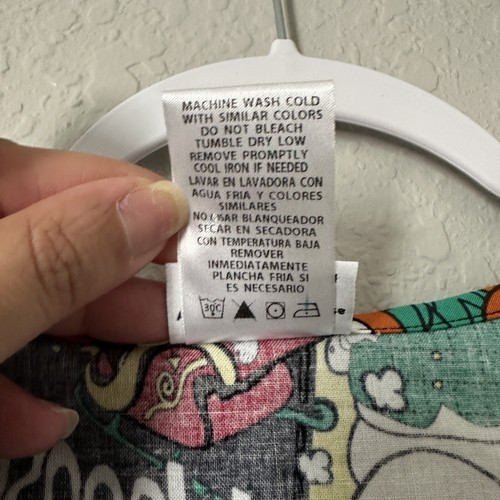 MACHINE WASH COLD
WITH SIMILAR COLORS
DO NOT BLEACH
TUMBLE DRY LOW
REMOVE PROMPTLY
COOL IRON IF NEEDED
LAVAR EN LAVADORA CON
AGUA FRIA Y COLORES
SIMILARES
NO USAR BLANQUEADOR
SECAR EN SECADORA
CON TEMPERATURA BAJA
REMOVER
INMEDIATAMENTE
PLANCHA FRIA SI
ES NECESARIO
30C